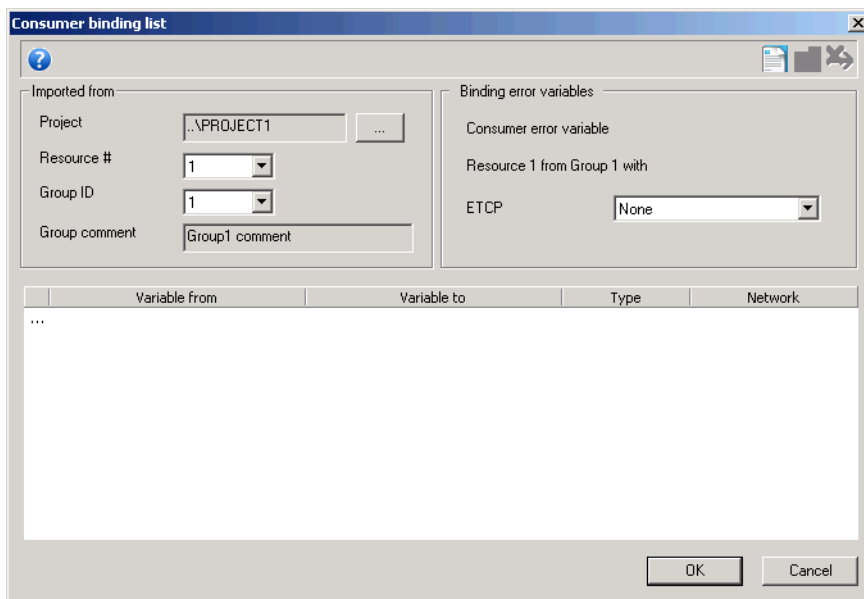 Consumer binding list
Imported from
Project ..\PROJECT1 ...
Resource # 1
Group ID 1
Group comment Group1 comment
Binding error variables
Consumer error variable
Resource 1 from Group 1 with
ETCP None
Variable from Variable to Type Network
...
OK Cancel